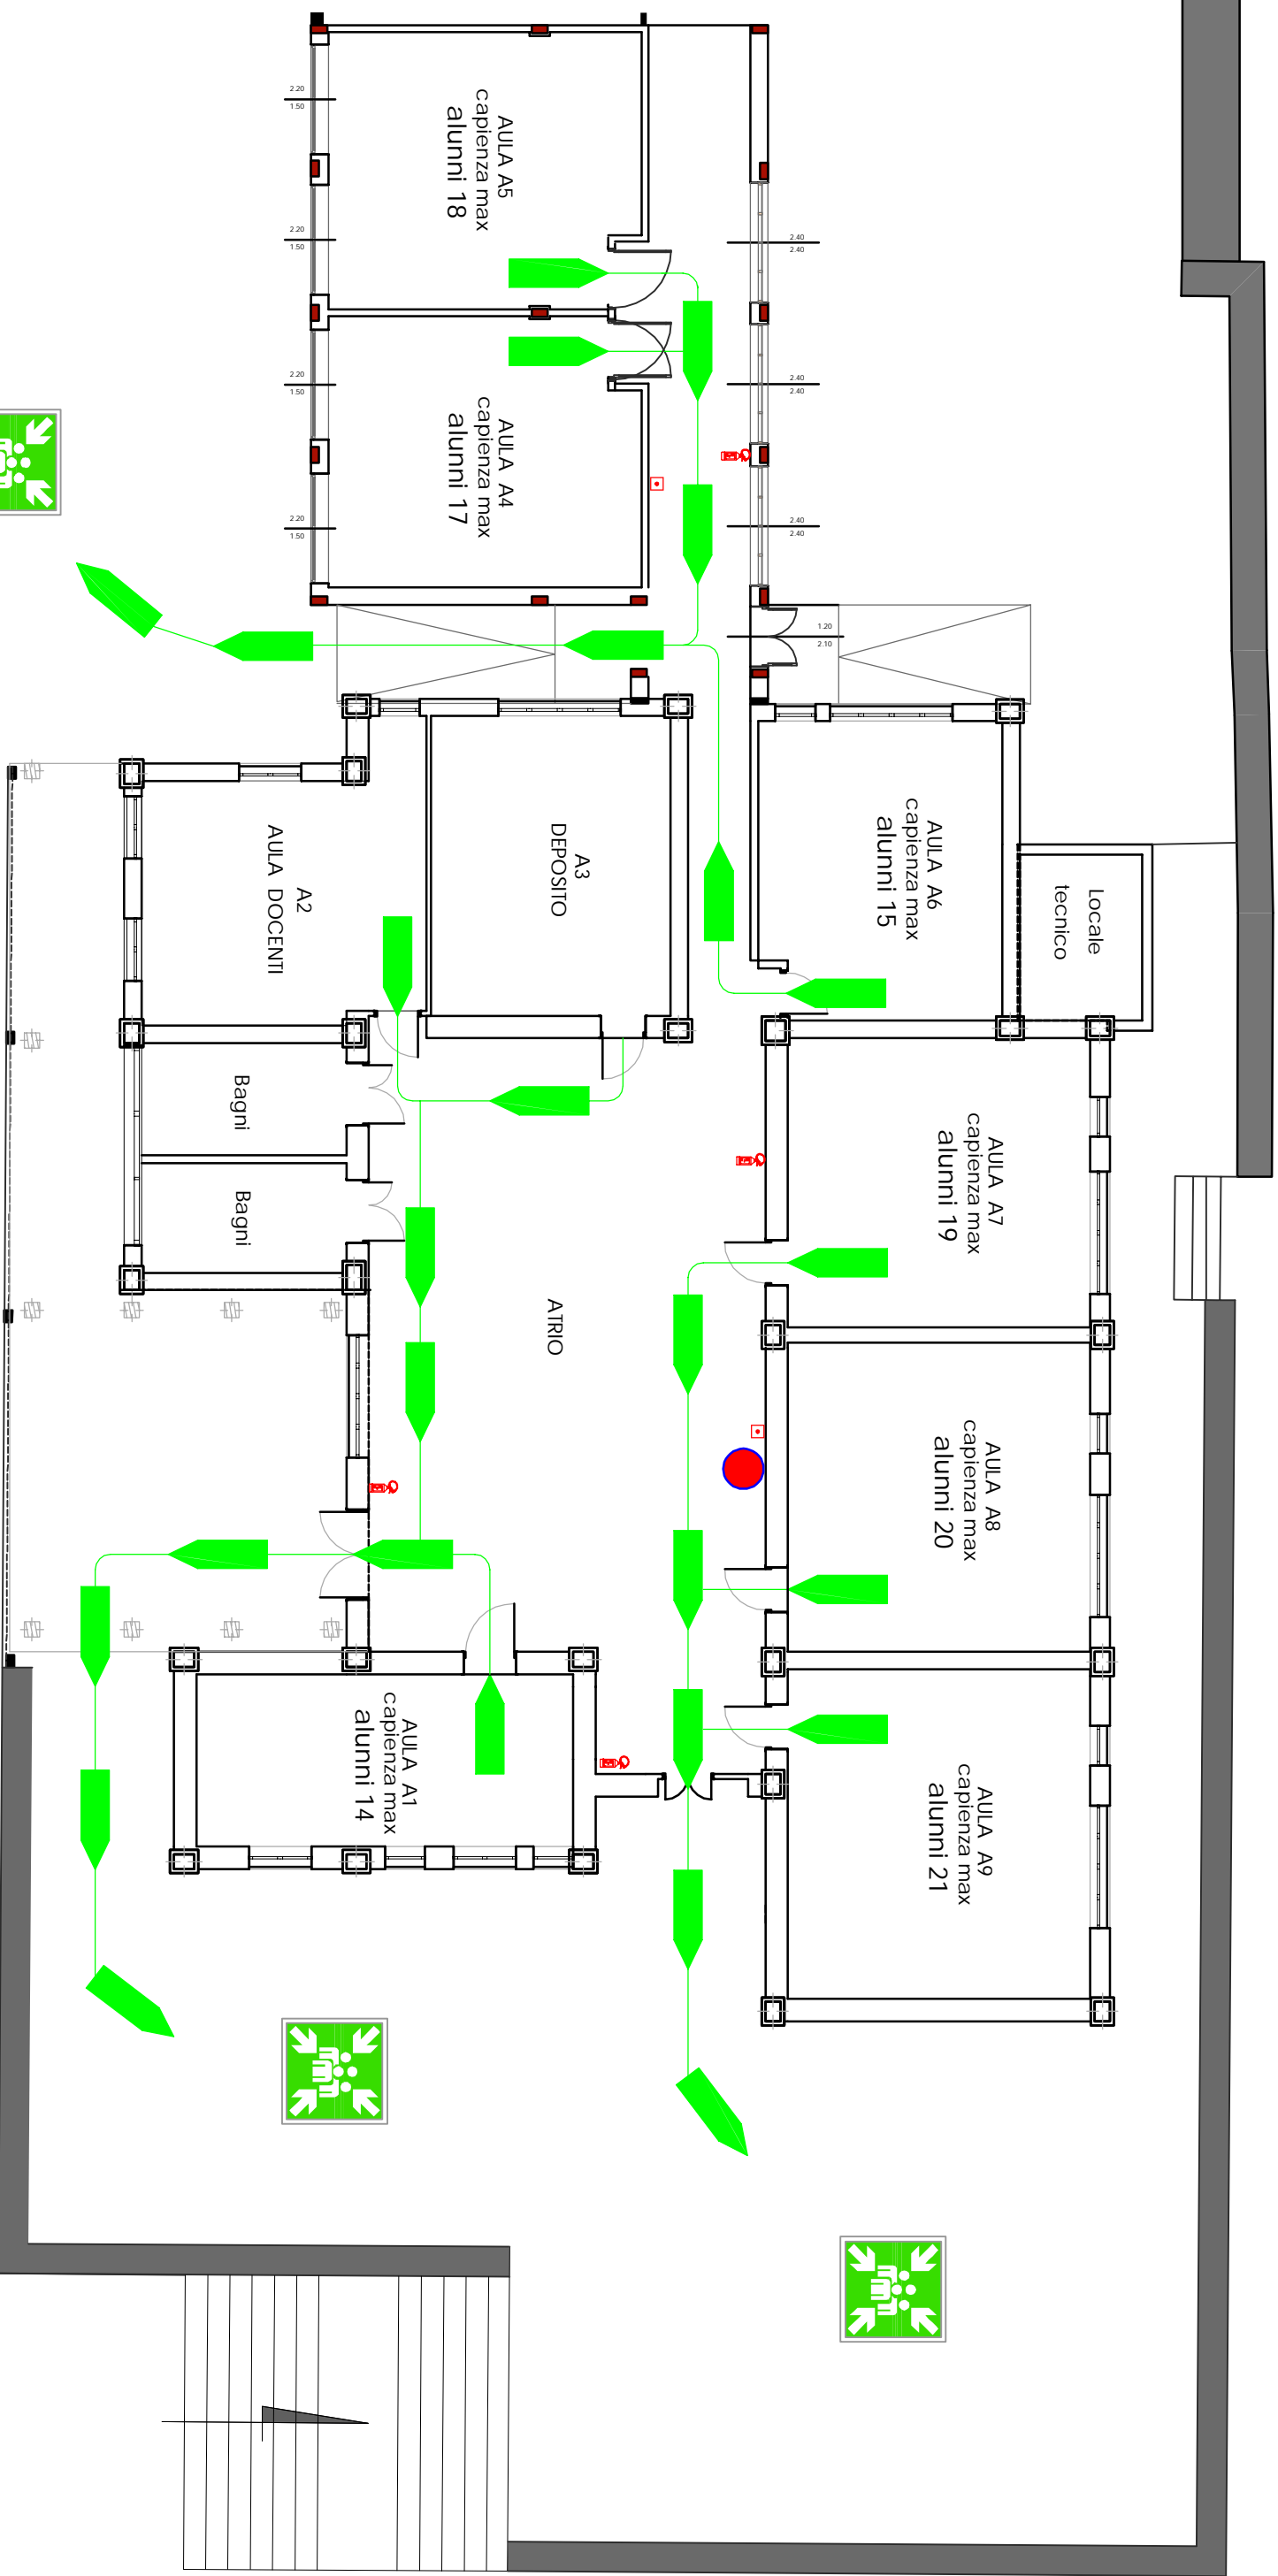 AULA A5
capienza max
alunni 18
AULA A4
capienza max
alunni 17
2.20
1.50
2.20
1.50
2.20
1.50
2.20
1.50
2.40
2.40
2.40
2.40
2.40
2.40
1.20
2.10
AULA A6
capienza max
alunni 15
Locale
tecnico
A3
DEPOSITO
A2
AULA DOCENTI
Bagni
Bagni
ATRIO
AULA A7
capienza max
alunni 19
AULA A8
capienza max
alunni 20
AULA A9
capienza max
alunni 21
AULA A1
capienza max
alunni 14